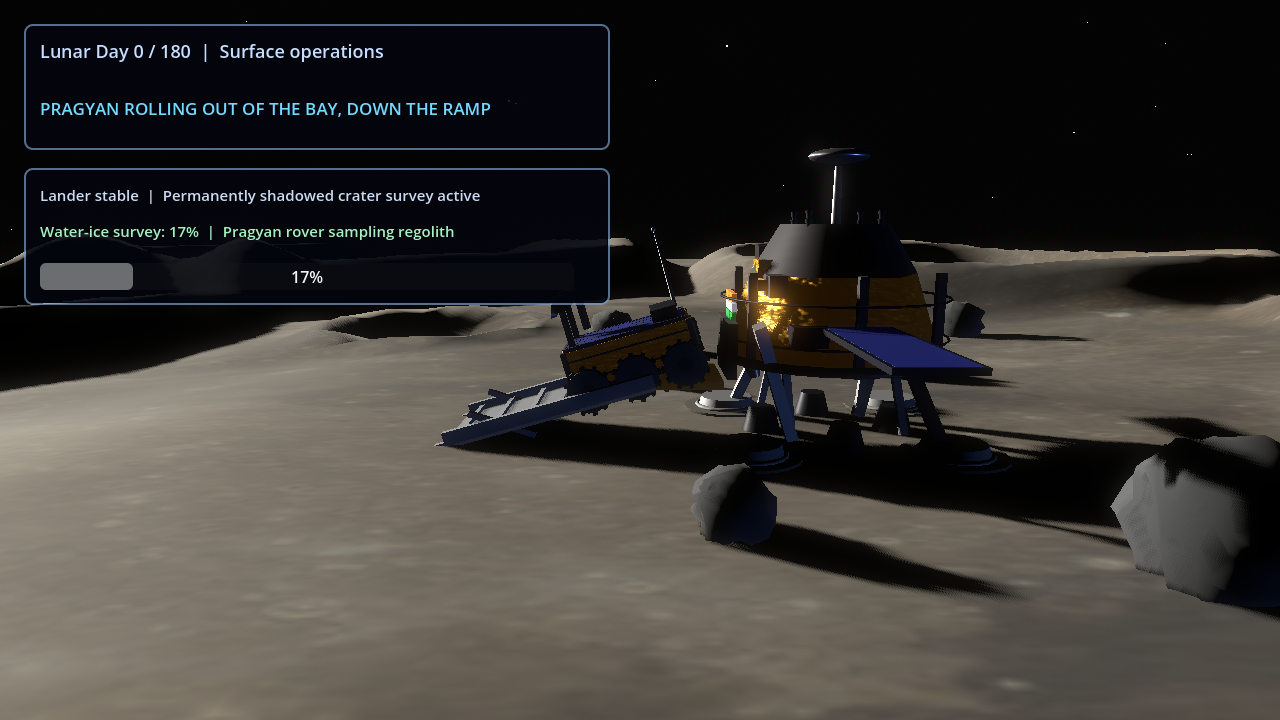 Lunar Day 0 / 180 | Surface operations
PRAGYAN ROLLING OUT OF THE BAY, DOWN THE RAMP
Lander stable | Permanently shadowed crater survey active
Water-ice survey: 17% | Pragyan rover sampling regolith
17%